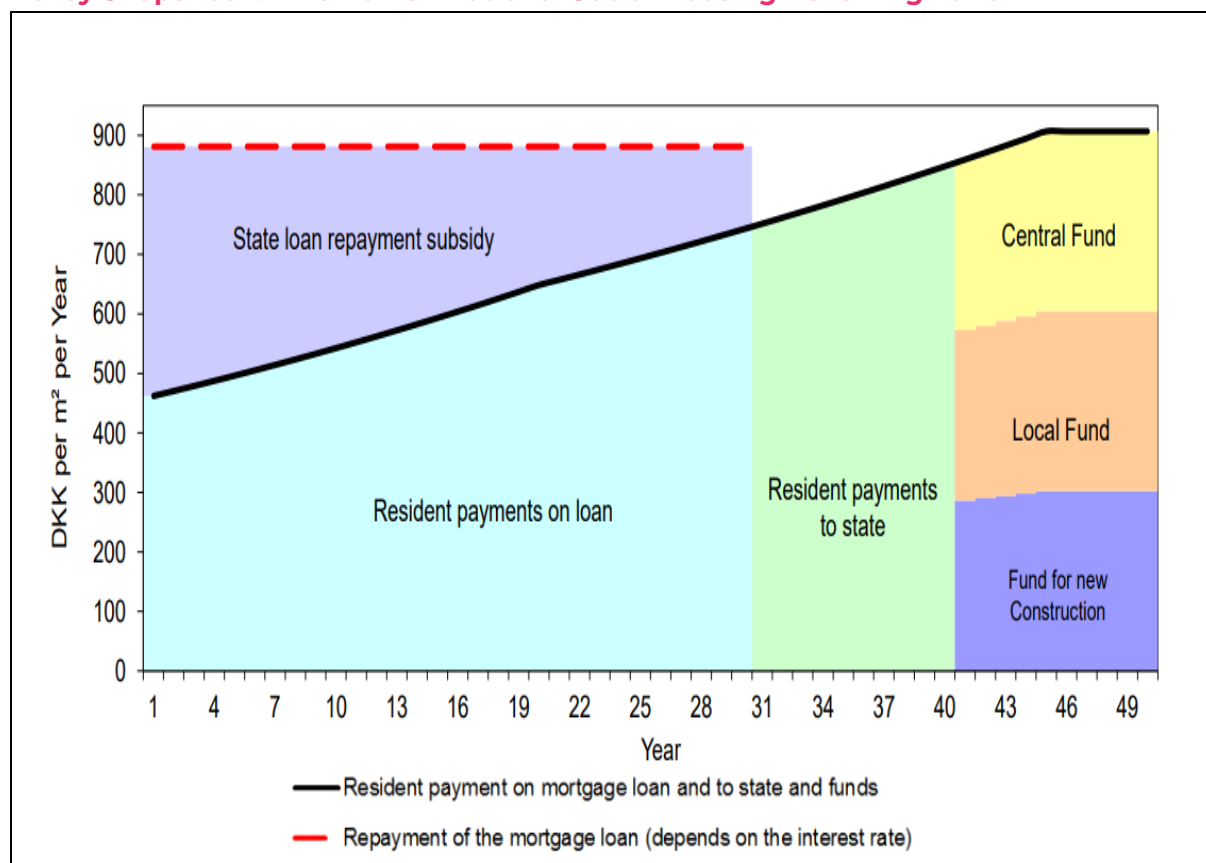 DKK per m² per Year
900
800
700
600
500
400
300
200
100
0
State loan repayment subsidy
Resident payments on loan
Resident payments
to state
Central Fund
Local Fund
Fund for new
Construction
1 4 7 10 13 16 19 22 25 28 31 34 37 40 43 46 49
Year
Resident payment on mortgage loan and to state and funds
Repayment of the mortgage loan (depends on the interest rate)